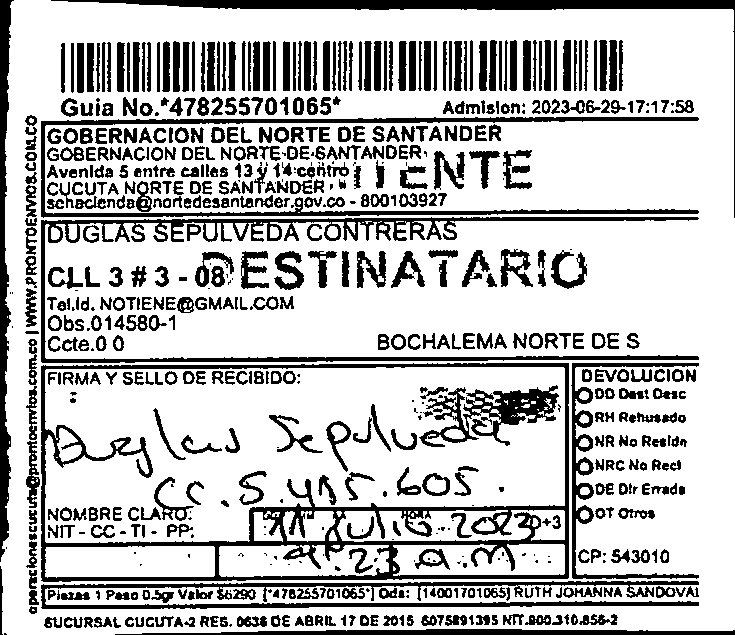 Guia No.*478255701065* Admision: 2023-06-29-17:17:58
GOBERNACION DEL NORTE DE SANTANDER
GOBERNACION DEL NORTE DE SANTANDER
Avenida 5 entre calles 13 y 14 centro
CUCUTA NORTE DE SANTANDER
schacienda@nortedesantander.gov.co - 800103927
DUGLAS SEPULVEDA CONTRERAS
CLL 3 # 3 - 08 DESTINATARIO
Tel.Id. NOTIENE@GMAIL.COM
Obs.014580-1
Ccte.0 0 BOCHALEMA NORTE DE S
FIRMA Y SELLO DE RECIBIDO:
Duglas Sepulveda
CC. 5.415.605.
NOMBRE CLARO:
NIT - CC - TI - PP:
11 Julio 2023 D+3
9:23 a.m
DEVOLUCION
DD Dest Desc
RH Rehusado
NR No Residn
NRC No Recl
DE Dir Errada
OT Otros
CP: 543010
Piezas 1 Peso 0.5gr Valor $6290 [*478255701065*] Oda: [14001701065] RUTH JOHANNA SANDOVAL
SUCURSAL CUCUTA-2 RES. 0636 DE ABRIL 17 DE 2015 6075891395 NIT.900.310.856-2
operacionescucuta@prontoenvios.com.co | WWW.PRONTOENVIOS.COM.CO